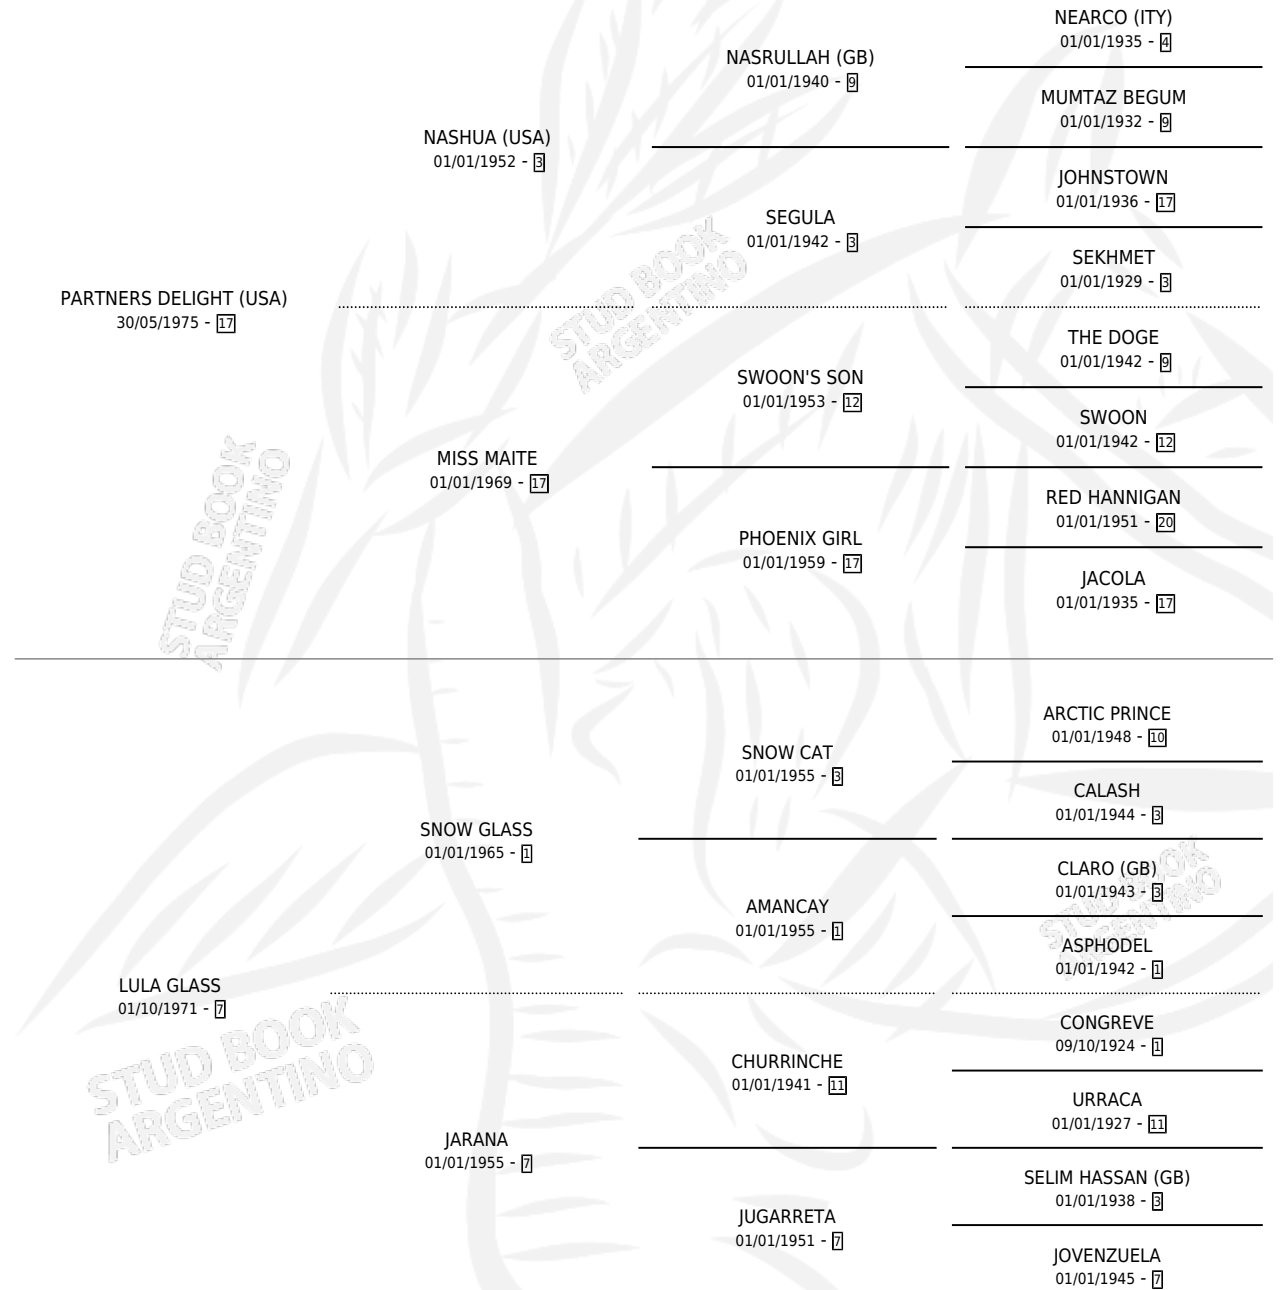 NEARCO (ITY)
01/01/1935 - 4
NASRULLAH (GB)
01/01/1940 - 9
MUMTAZ BEGUM
01/01/1932 - 9
NASHUA (USA)
01/01/1952 - 3
JOHNSTOWN
01/01/1936 - 17
SEGULA
01/01/1942 - 3
SEKHMET
01/01/1929 - 3
PARTNERS DELIGHT (USA)
30/05/1975 - 17
THE DOGE
01/01/1942 - 9
SWOON'S SON
01/01/1953 - 12
SWOON
01/01/1942 - 12
MISS MAITE
01/01/1969 - 17
RED HANNIGAN
01/01/1951 - 20
PHOENIX GIRL
01/01/1959 - 17
JACOLA
01/01/1935 - 17
ARCTIC PRINCE
01/01/1948 - 10
SNOW CAT
01/01/1955 - 3
CALASH
01/01/1944 - 3
SNOW GLASS
01/01/1965 - 1
CLARO (GB)
01/01/1943 - 3
AMANCAY
01/01/1955 - 1
ASPHODEL
01/01/1942 - 1
LULA GLASS
01/10/1971 - 7
CONGREVE
09/10/1924 - 1
CHURRINCHE
01/01/1941 - 11
URRACA
01/01/1927 - 11
JARANA
01/01/1955 - 7
SELIM HASSAN (GB)
01/01/1938 - 3
JUGARRETA
01/01/1951 - 7
JOVENZUELA
01/01/1945 - 7
STUD BOOK
ARGENTINO
STUD BOOK
ARGENTINO
STUD BOOK
ARGENTINO
STUD BOOK
ARGENTINO